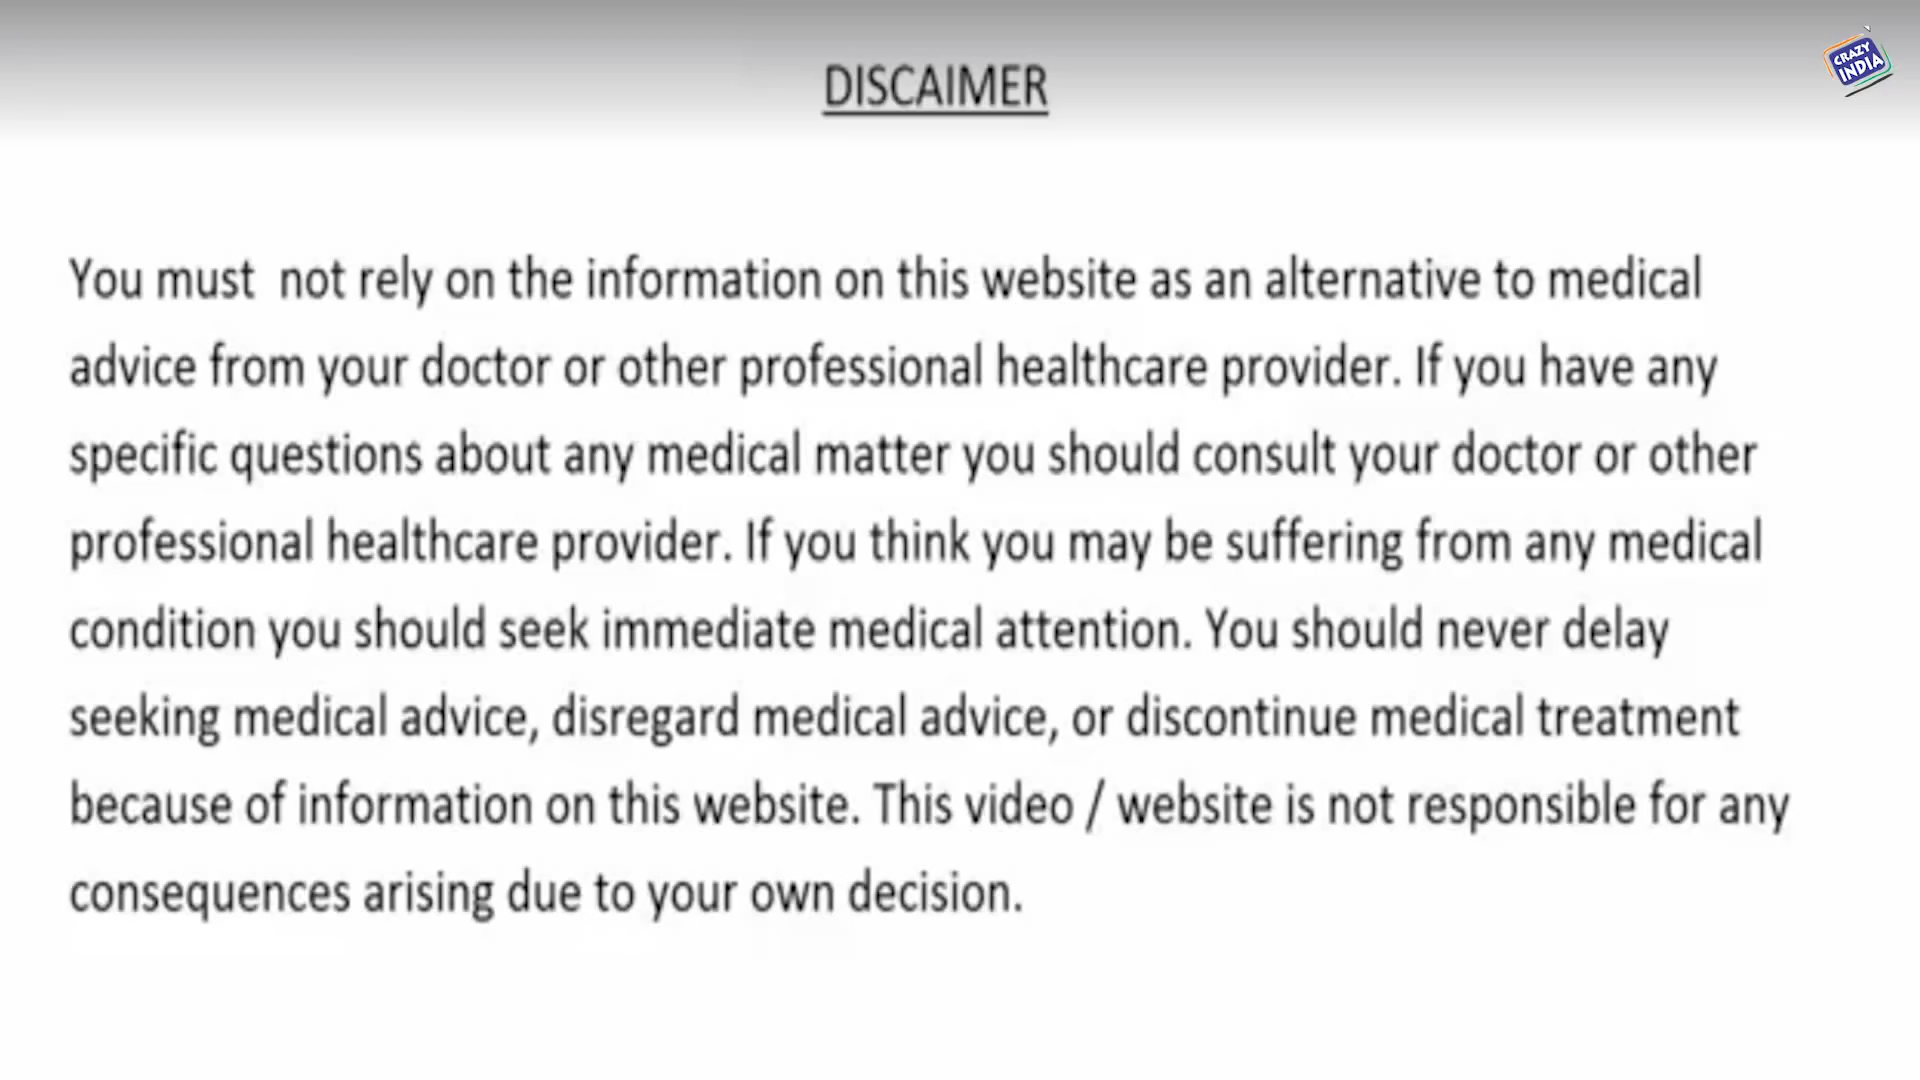 CRAZY
INDIA
DISCAIMER
You must  not rely on the information on this website as an alternative to medical
advice from your doctor or other professional healthcare provider. If you have any
specific questions about any medical matter you should consult your doctor or other
professional healthcare provider. If you think you may be suffering from any medical
condition you should seek immediate medical attention. You should never delay
seeking medical advice, disregard medical advice, or discontinue medical treatment
because of information on this website. This video / website is not responsible for any
consequences arising due to your own decision.